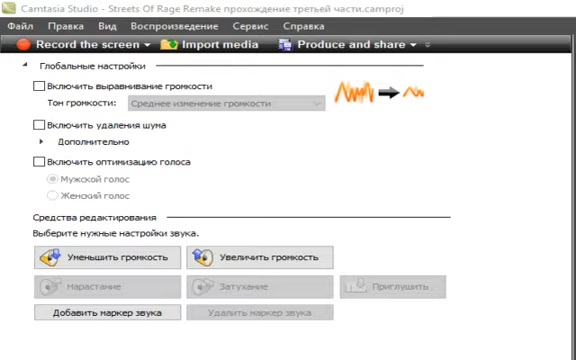 Camtasia Studio - Streets Of Rage Remake прохождение третьей части.camproj
Файл Правка Вид Воспроизведение Сервис Справка
Record the screen Import media Produce and share
Глобальные настройки
Включить выравнивание громкости
Тон громкости: Среднее изменение громкости
Включить удаления шума
Дополнительно
Включить оптимизацию голоса
Мужской голос
Женский голос
Средства редактирования
Выберите нужные настройки звука.
Уменьшить громкость Увеличить громкость
Нарастание Затухание Приглушить
Добавить маркер звука Удалить маркер звука